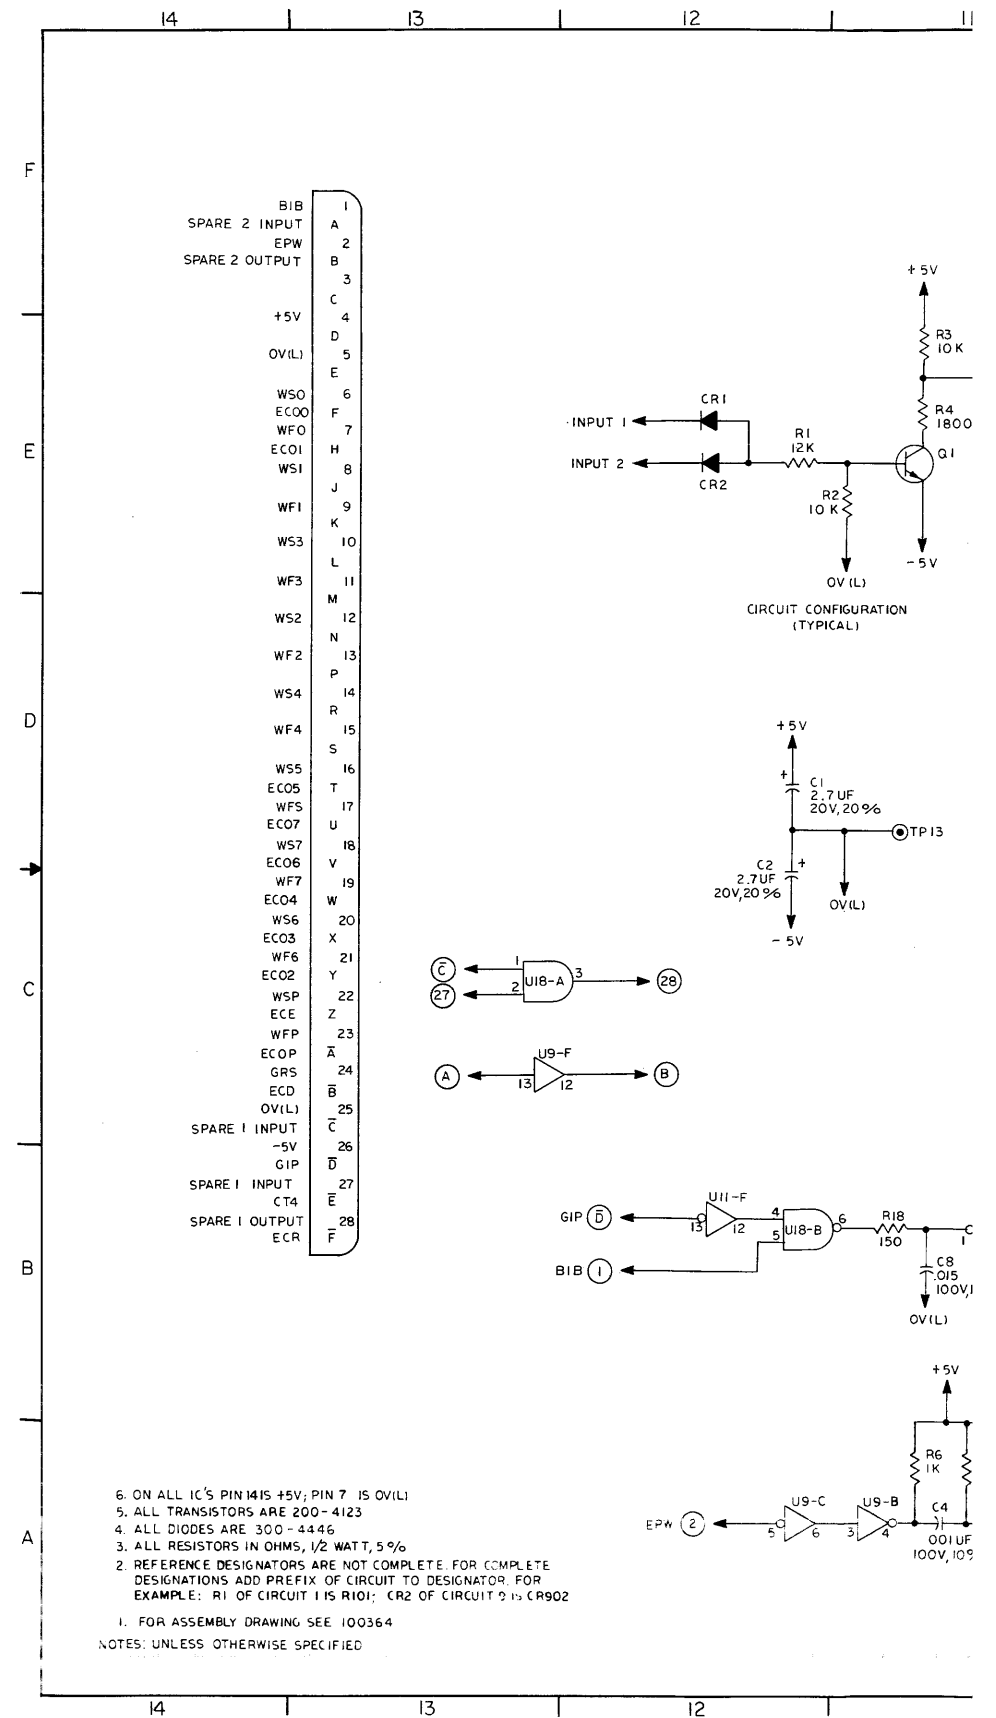 14 13 12 11
F
BIB 1
SPARE 2 INPUT A
EPW 2
SPARE 2 OUTPUT B
3
C
+5V 4
D
OV(L) 5
E
WSO 6
ECOO F
WFO 7
ECO1 H
WS1 8
J
WF1 9
K
WS3 10
L
WF3 11
M
WS2 12
N
WF2 13
P
WS4 14
R
WF4 15
S
WS5 16
ECO5 T
WFS 17
ECO7 U
WS7 18
ECO6 V
WF7 19
ECO4 W
WS6 20
ECO3 X
WF6 21
ECO2 Y
WSP 22
ECE Z
WFP 23
ECOP A̅
GRS 24
ECD B̅
OV(L) 25
SPARE 1 INPUT C̅
-5V 26
GIP D̅
SPARE 1 INPUT 27
CT4 E̅
SPARE 1 OUTPUT 28
ECR F̅
E
+5V
R3
10K
R4
1800
CR1
INPUT 1
R1
12K
Q1
INPUT 2
CR2
R2
10K
-5V
OV(L)
CIRCUIT CONFIGURATION
(TYPICAL)
D
+5V
+ C1
2.7UF
20V,20%
TP13
C2 +
2.7UF
20V,20%
OV(L)
-5V
C
C̅ 1
U18-A 3 28
27 2
U9-F
A 13 12 B
B
U11-F
GIP D̅ 13 12 4 U18-B 6 R18
5 150 1
BIB 1
C8
.015
100V,1
OV(L)
+5V
R6
1K
A
U9-C U9-B C4
EPW 2 5 6 3 4
001UF
100V,10%
6. ON ALL IC'S PIN 14 IS +5V; PIN 7 IS OV(L)
5. ALL TRANSISTORS ARE 200-4123
4. ALL DIODES ARE 300-4446
3. ALL RESISTORS IN OHMS, 1/2 WATT, 5%
2. REFERENCE DESIGNATORS ARE NOT COMPLETE. FOR COMPLETE
DESIGNATIONS ADD PREFIX OF CIRCUIT TO DESIGNATOR. FOR
EXAMPLE: R1 OF CIRCUIT 1 IS R101; CR2 OF CIRCUIT 9 IS CR902
1. FOR ASSEMBLY DRAWING SEE 100364
NOTES: UNLESS OTHERWISE SPECIFIED
14 13 12